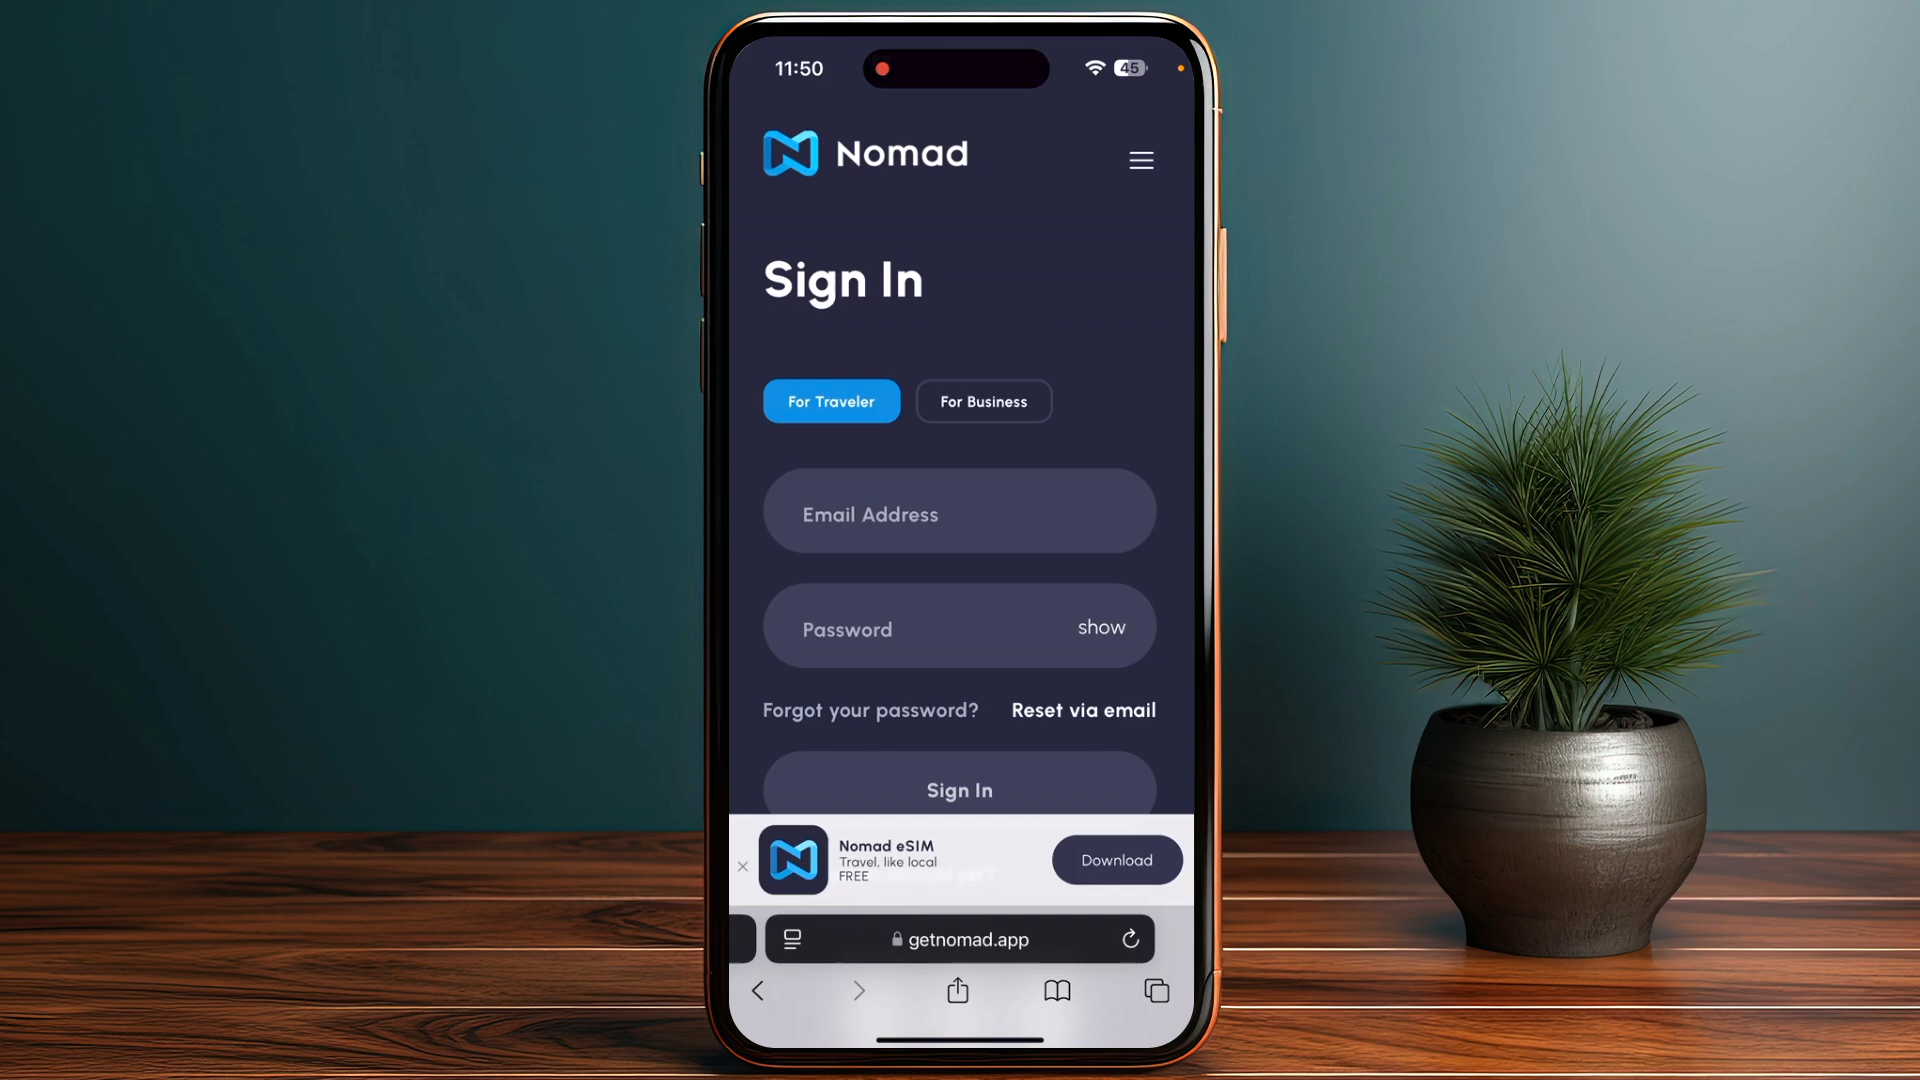 11:50
45
Nomad
Sign In
For Traveler
For Business
Email Address
Password
show
Forgot your password?
Reset via email
Sign In
Nomad eSIM
Travel, like local
FREE
Download
getnomad.app